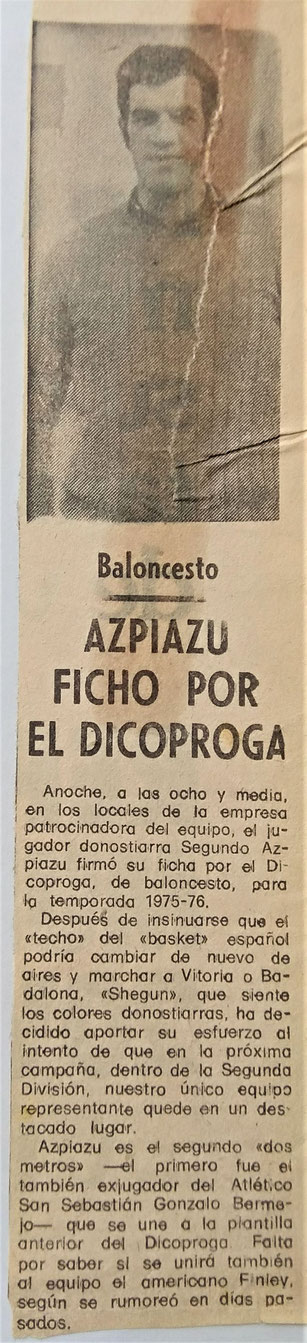 Baloncesto
AZPIAZU
FICHO POR
EL DICOPROGA
Anoche, a las ocho y media,
en los locales de la empresa
patrocinadora del equipo, el ju-
gador donostiarra Segundo Az-
piazu firmó su ficha por el Di-
coproga, de baloncesto, para
la temporada 1975-76.
Después de insinuarse que el
«techo» del «basket» español
podría cambiar de nuevo de
aires y marchar a Vitoria o Ba-
dalona, «Shegun», que siente
los colores donostiarras, ha de-
cidido aportar su esfuerzo al
intento de que en la próxima
campaña, dentro de la Segunda
División, nuestro único equipo
representante quede en un des-
tacado lugar.
Azpiazu es el segundo «dos
metros» —el primero fue el
también exjugador del Atlético
San Sebastián Gonzalo Berme-
jo— que se une a la plantilla
anterior del Dicoproga Falta
por saber si se unirá también
al equipo el americano Finley,
según se rumoreó en días pa-
sados.